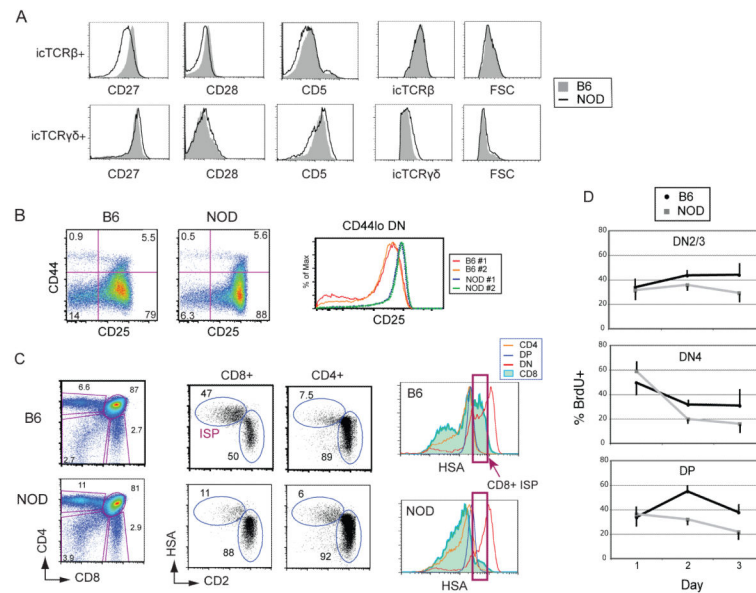 A
icTCRβ+
CD27
CD28
CD5
icTCRβ
FSC
B6
NOD
icTCRγδ+
CD27
CD28
CD5
icTCRγδ
FSC
B
B6
NOD
CD44lo DN
0.9
5.5
0.5
5.6
CD44
14
79
6.3
88
CD25
CD25
% of Max
B6 #1
B6 #2
NOD #1
NOD #2
CD25
C
CD8+
CD4+
CD4
DP
DN
CD8
B6
6.6
87
2.7
2.7
47
ISP
50
7.5
89
B6
HSA
CD8+ ISP
NOD
11
81
2.9
3.9
CD4
CD8
11
88
HSA
CD2
6
92
NOD
HSA
D
B6
NOD
DN2/3
80
60
40
20
0
DN4
80
60
40
20
0
% BrdU+
DP
80
60
40
20
0
1
2
3
Day